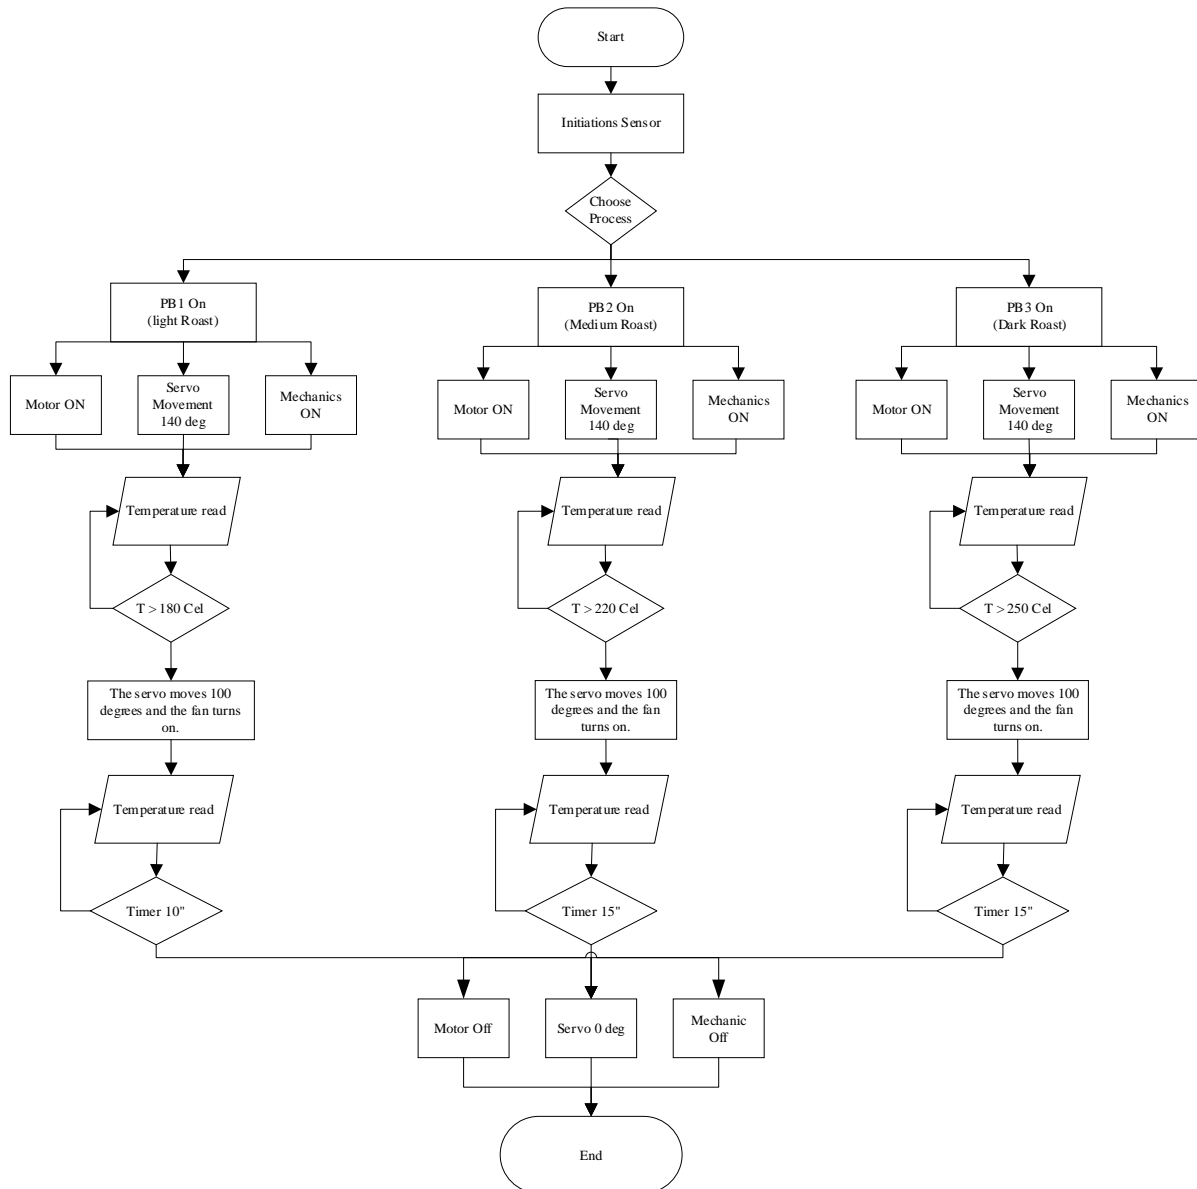 Start
Initiations Sensor
Choose
Process
PB1 On
(light Roast)
PB2 On
(Medium Roast)
PB3 On
(Dark Roast)
Motor ON
Servo
Movement
140 deg
Mechanics
ON
Motor ON
Servo
Movement
140 deg
Mechanics
ON
Motor ON
Servo
Movement
140 deg
Mechanics
ON
Temperature read
Temperature read
Temperature read
T > 180 Cel
T > 220 Cel
T > 250 Cel
The servo moves 100
degrees and the fan turns
on.
The servo moves 100
degrees and the fan
turns on.
The servo moves 100
degrees and the fan
turns on.
Temperature read
Temperature read
Temperature read
Timer 10"
Timer 15"
Timer 15"
Motor Off
Servo 0 deg
Mechanic
Off
End